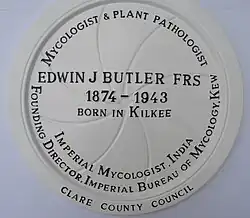 MYCOLOGIST & PLANT PATHOLOGIST
EDWIN J BUTLER FRS
1874 - 1943
BORN IN KILKEE
IMPERIAL MYCOLOGIST, INDIA
FOUNDING DIRECTOR, IMPERIAL BUREAU OF MYCOLOGY, KEW
CLARE COUNTY COUNCIL